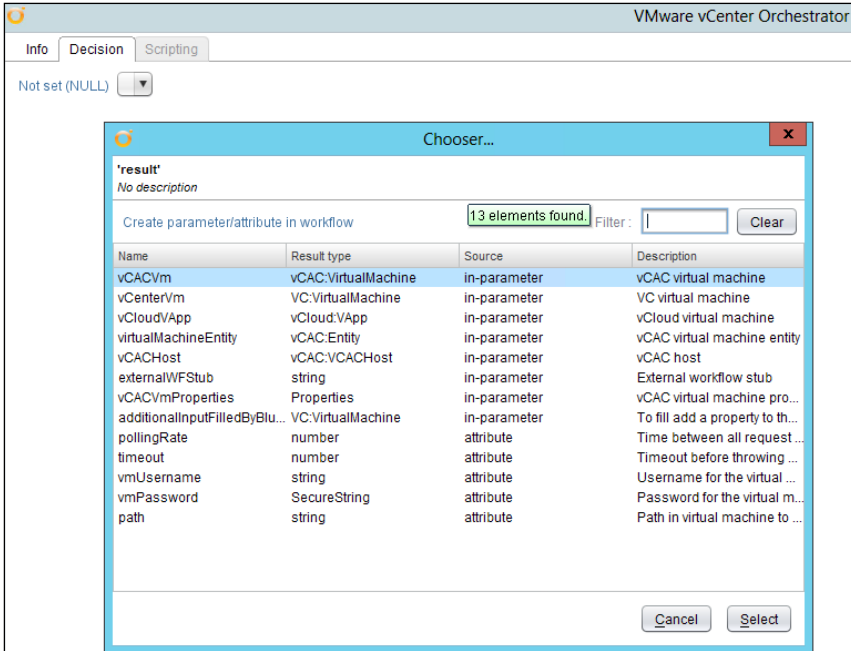 VMware vCenter Orchestrator
Info Decision Scripting
Not set (NULL)
Chooser...
x
'result'
No description
Create parameter/attribute in workflow 13 elements found. Filter : Clear
Name Result type Source Description
vCACVm vCAC:VirtualMachine in-parameter vCAC virtual machine
vCenterVm VC:VirtualMachine in-parameter VC virtual machine
vCloudVApp vCloud:VApp in-parameter vCloud virtual machine
virtualMachineEntity vCAC:Entity in-parameter vCAC virtual machine entity
vCACHost vCAC:VCACHost in-parameter vCAC host
externalWFStub string in-parameter External workflow stub
vCACVmProperties Properties in-parameter vCAC virtual machine pro...
additionalInputFilledByBlu... VC:VirtualMachine in-parameter To fill add a property to th...
pollingRate number attribute Time between all request ...
timeout number attribute Timeout before throwing ...
vmUsername string attribute Username for the virtual ...
vmPassword SecureString attribute Password for the virtual m...
path string attribute Path in virtual machine to ...
Cancel Select